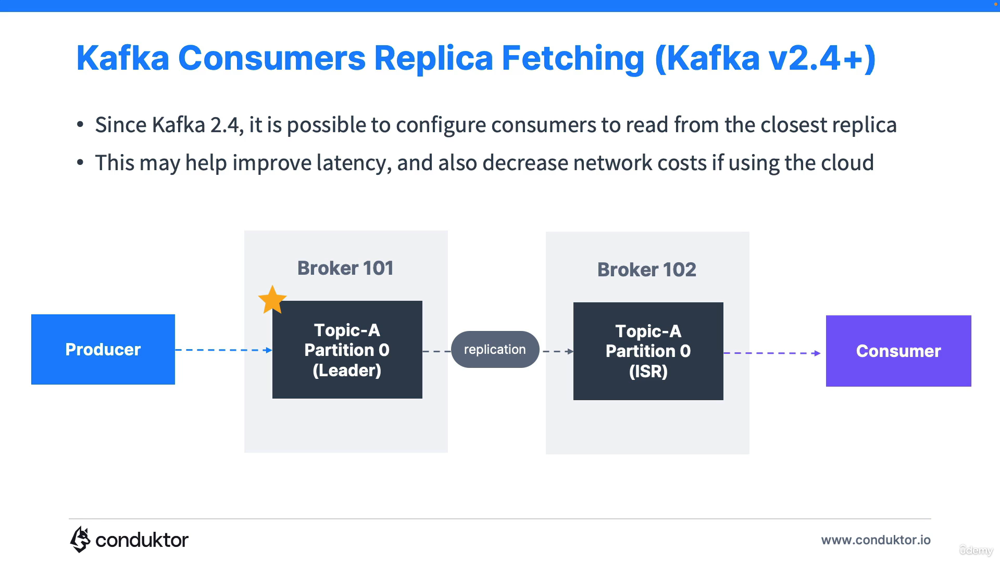 Kafka Consumers Replica Fetching (Kafka v2.4+)
• Since Kafka 2.4, it is possible to configure consumers to read from the closest replica
• This may help improve latency, and also decrease network costs if using the cloud
Broker 101
Broker 102
Producer
Topic-A
Partition 0
(Leader)
replication
Topic-A
Partition 0
(ISR)
Consumer
conduktor
www.conduktor.io
ûdemy